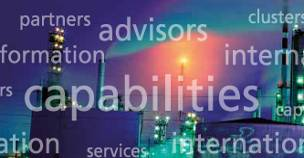 partners clusters
advisors
formation interna
rs capabilities cap
ation services internation